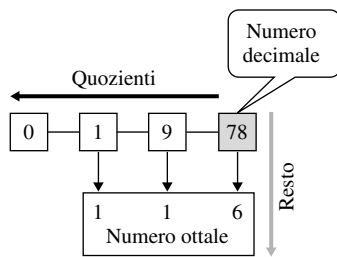 Numero
decimale
Quozienti
0 1 9 78
1 1 6
Numero ottale
Resto